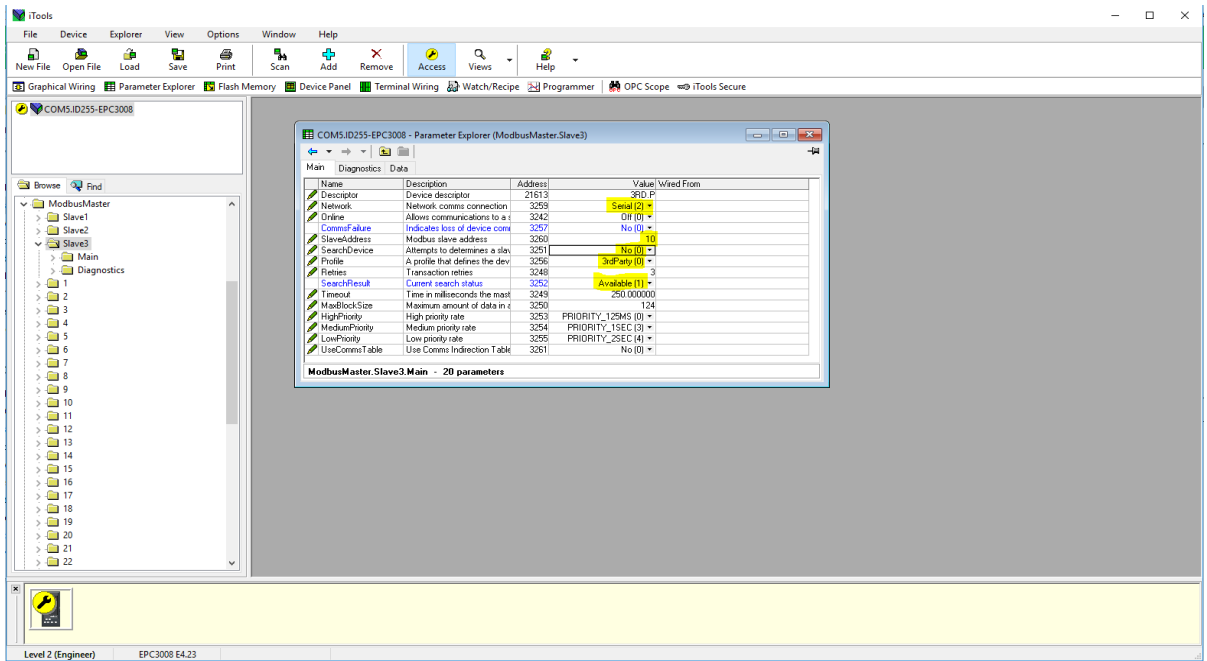 iTools
File Device Explorer View Options Window Help
New File Open File Load Save Print Scan Add Remove Access Views Help
Graphical Wiring Parameter Explorer Flash Memory Device Panel Terminal Wiring Watch/Recipe Programmer OPC Scope iTools Secure
COM5.ID255-EPC3008
Browse Find
ModbusMaster
Slave1
Slave2
Slave3
Main
Diagnostics
1
2
3
4
5
6
7
8
9
10
11
12
13
14
15
16
17
18
19
20
21
22
COM5.ID255-EPC3008 - Parameter Explorer (ModbusMaster.Slave3)
Main Diagnostics Data
Name Description Address Value Wired From
Descriptor Device descriptor 21613 3RD.P
Network Network comms connection 3259 Serial (2)
Online Allows communications to a s 3242 Off (0)
CommsFailure Indicates loss of device comi 3257 No (0)
SlaveAddress Modbus slave address 3260 10
SearchDevice Attempts to determines a slav 3251 No (0)
Profile A profile that defines the dev 3256 3rdParty (0)
Retries Transaction retries 3248 3
SearchResult Current search status 3252 Available (1)
Timeout Time in milliseconds the mast 3249 250.000000
MaxBlockSize Maximum amount of data in a 3250 124
HighPriority High priority rate 3253 PRIORITY_125MS (0)
MediumPriority Medium priority rate 3254 PRIORITY_1SEC (3)
LowPriority Low priority rate 3255 PRIORITY_2SEC (4)
UseCommsTable Use Comms Indirection Table 3261 No (0)
ModbusMaster.Slave3.Main - 20 parameters
Level 2 (Engineer) EPC3008 E4.23